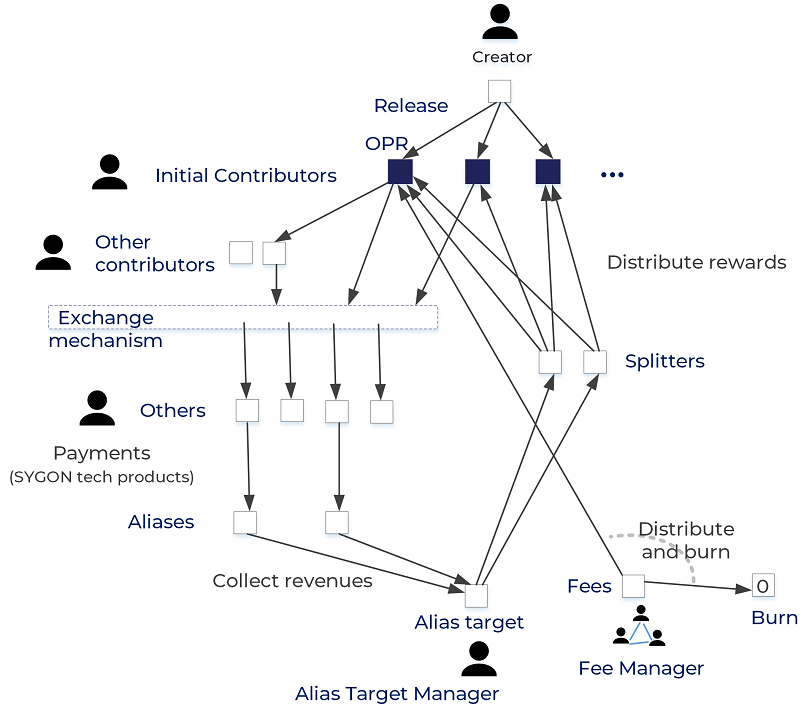 Creator
Release
OPR
Initial Contributors
...
Other
contributors
Distribute rewards
Exchange
mechanism
Splitters
Others
Payments
(SYGON tech products)
Aliases
Distribute
and burn
Collect revenues
Fees
0
Alias target
Burn
Fee Manager
Alias Target Manager